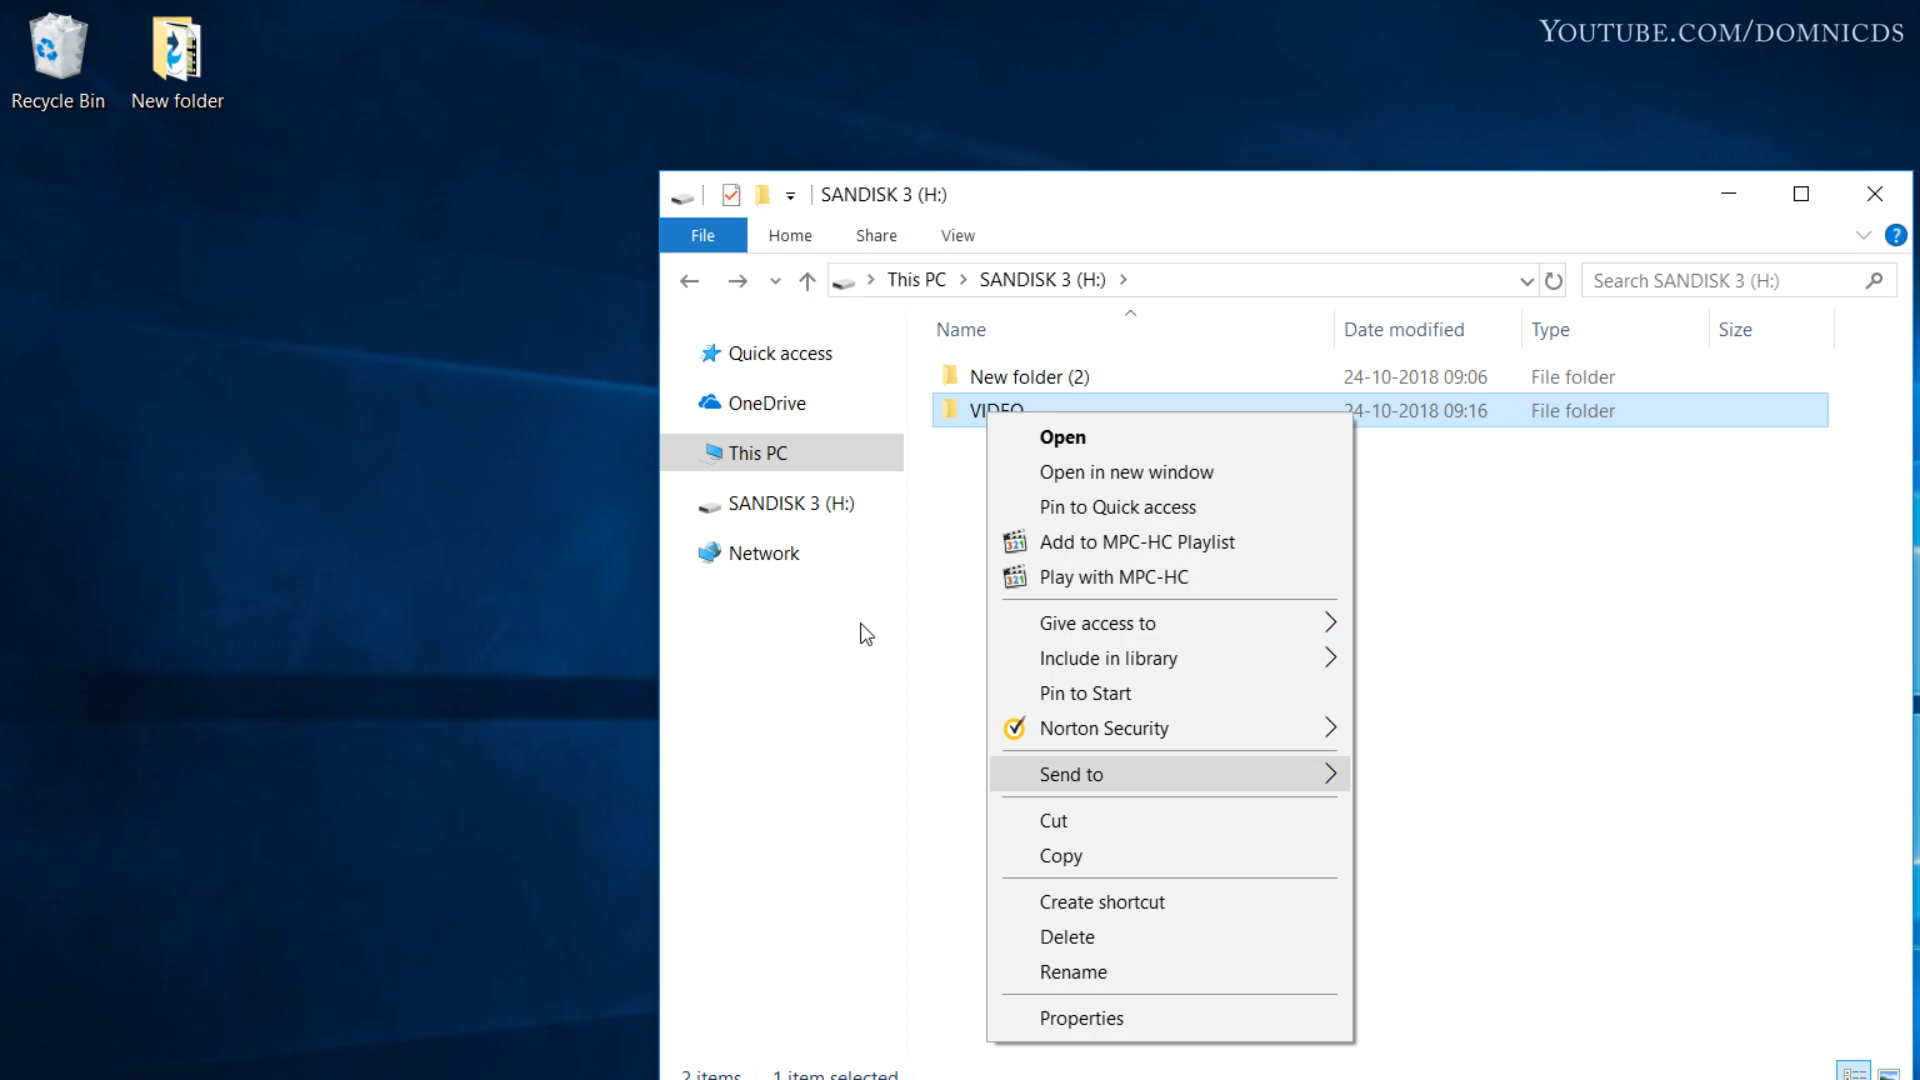 YOUTUBE.COM/DOMNICDS
Recycle Bin
New folder
SANDISK 3 (H:)
File
Home
Share
View
?
This PC
SANDISK 3 (H:)
Search SANDISK 3 (H:)
Name
Date modified
Type
Size
Quick access
OneDrive
This PC
SANDISK 3 (H:)
Network
New folder (2)
24-10-2018 09:06
File folder
VIDEO
24-10-2018 09:16
File folder
Open
Open in new window
Pin to Quick access
321
Add to MPC-HC Playlist
321
Play with MPC-HC
Give access to
Include in library
Pin to Start
Norton Security
Send to
Cut
Copy
Create shortcut
Delete
Rename
Properties
2 items
1 item selected